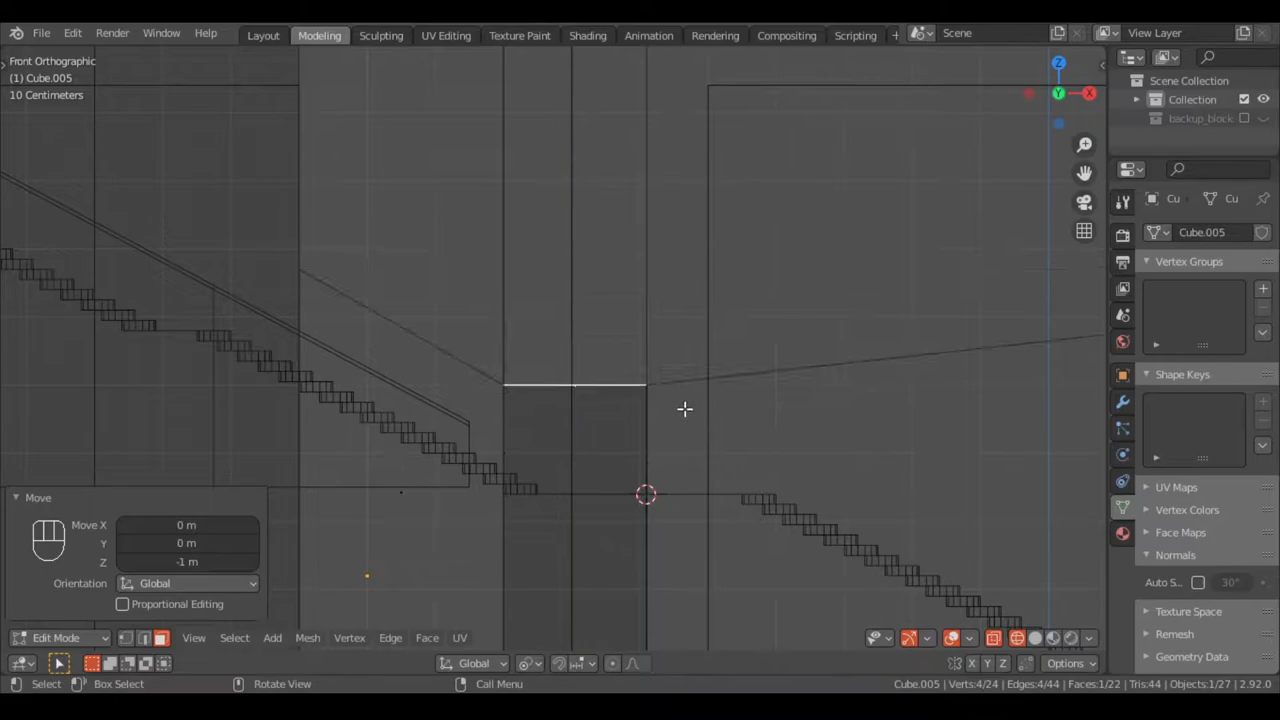 File Edit Render Window Help Layout Modeling Sculpting UV Editing Texture Paint Shading Animation Rendering Compositing Scripting + Scene View Layer
Front Orthographic
(1) Cube.005
10 Centimeters
Z
Y
X
Scene Collection
Collection
backup_block
Cu Cu
Cube.005
Vertex Groups
Shape Keys
UV Maps
Vertex Colors
Face Maps
Normals
Auto S... 30°
Texture Space
Remesh
Geometry Data
Move
Move X 0 m
Y 0 m
Z -1 m
Orientation Global
Proportional Editing
Edit Mode View Select Add Mesh Vertex Edge Face UV
Global X Y Z Options
Select Box Select Rotate View Call Menu Cube.005 | Verts:4/24 | Edges:4/44 | Faces:1/22 | Tris:44 | Objects:1/27 | 2.92.0